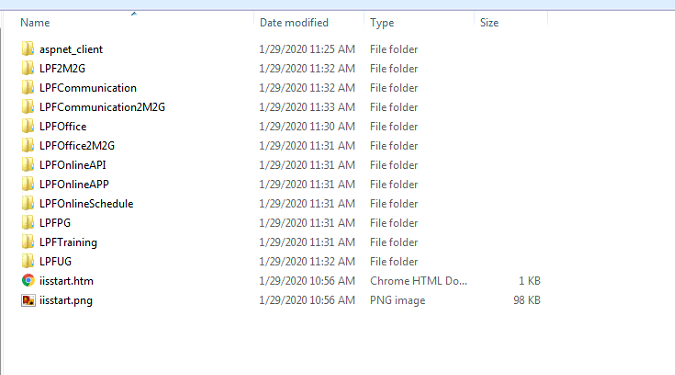 Name Date modified Type Size
aspnet_client 1/29/2020 11:25 AM File folder
LPF2M2G 1/29/2020 11:32 AM File folder
LPFCommunication 1/29/2020 11:32 AM File folder
LPFCommunication2M2G 1/29/2020 11:33 AM File folder
LPFOffice 1/29/2020 11:30 AM File folder
LPFOffice2M2G 1/29/2020 11:31 AM File folder
LPFOnlineAPI 1/29/2020 11:31 AM File folder
LPFOnlineAPP 1/29/2020 11:31 AM File folder
LPFOnlineSchedule 1/29/2020 11:31 AM File folder
LPFPG 1/29/2020 11:31 AM File folder
LPFTraining 1/29/2020 11:31 AM File folder
LPFUG 1/29/2020 11:32 AM File folder
iisstart.htm 1/29/2020 10:56 AM Chrome HTML Do... 1 KB
iisstart.png 1/29/2020 10:56 AM PNG image 98 KB